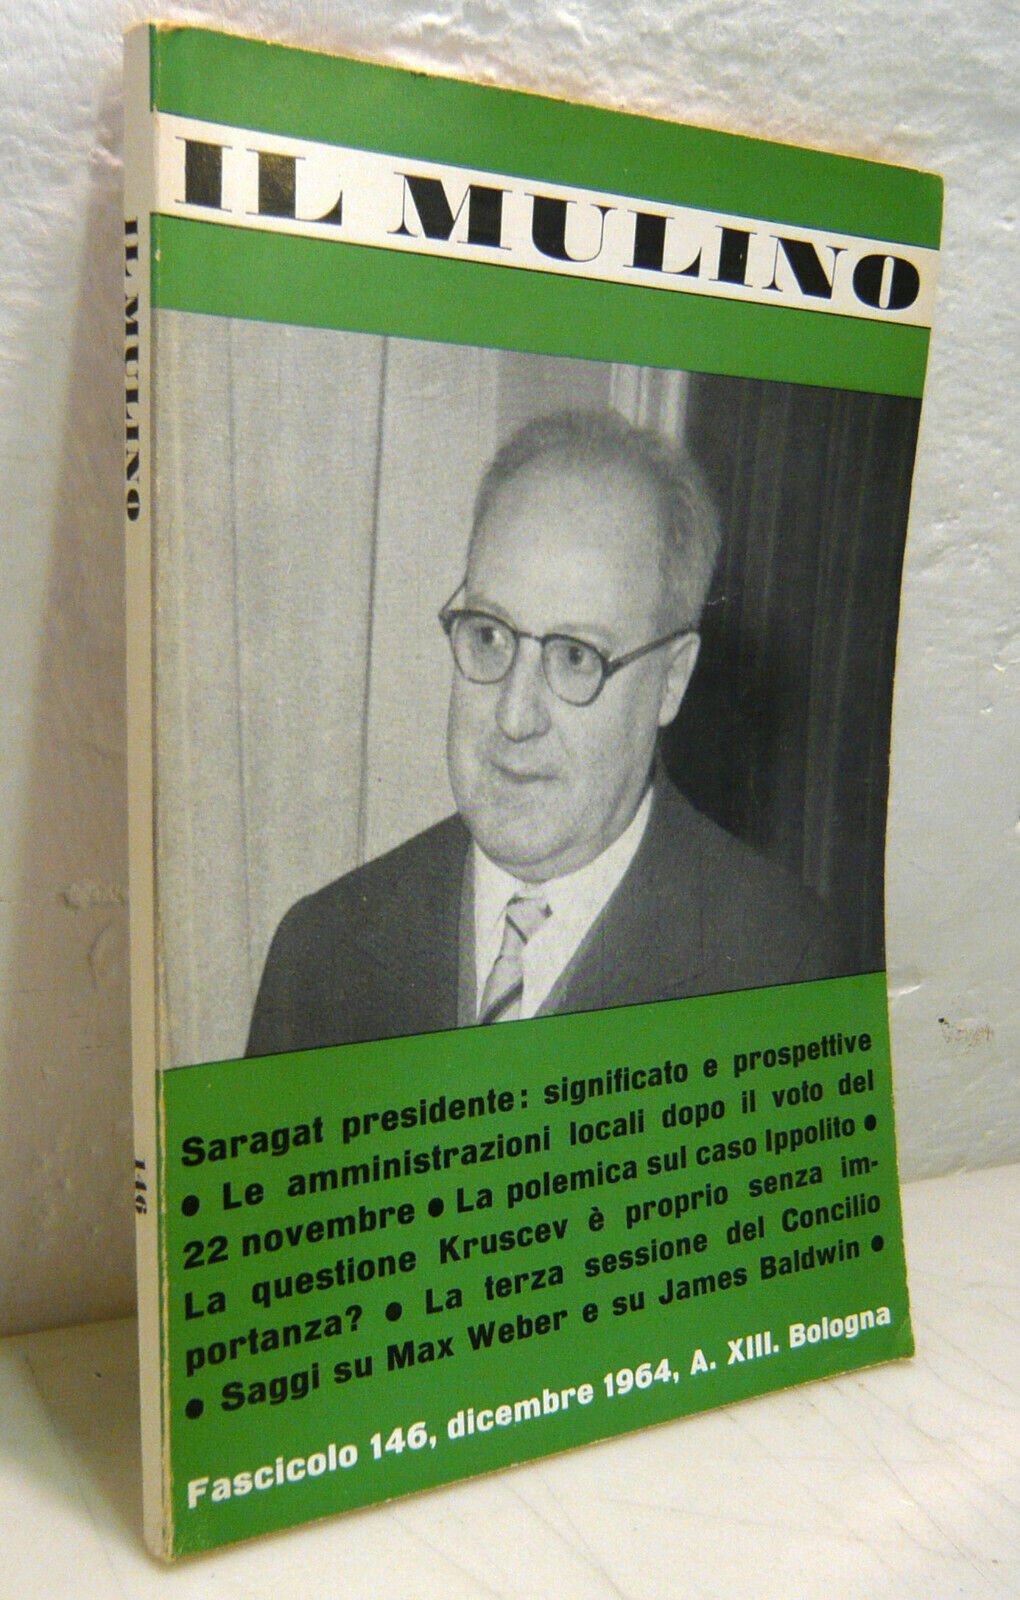 IL MULINO
IL MULINO
146
Saragat presidente: significato e prospettive
• Le amministrazioni locali dopo il voto del
22 novembre • La polemica sul caso Ippolito •
La questione Kruscev è proprio senza im-
portanza? • La terza sessione del Concilio
• Saggi su Max Weber e su James Baldwin •
Fascicolo 146, dicembre 1964, A. XIII. Bologna